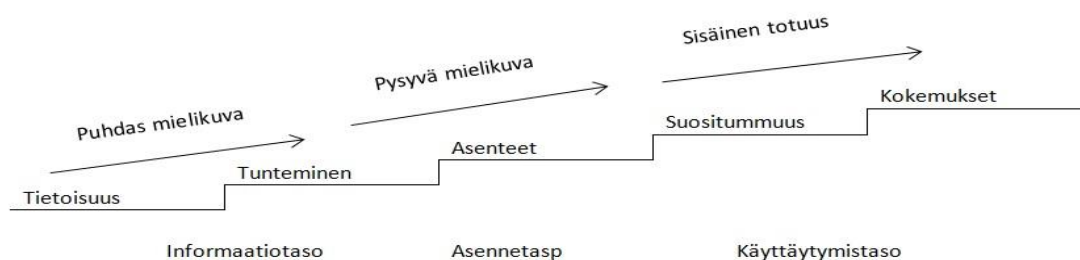 Sisäinen totuus
Pysyvä mielikuva
Puhdas mielikuva
Kokemukset
Suositummuus
Asenteet
Tunteminen
Tietoisuus
Informaatiotaso
Asennetasp
Käyttäytymistaso